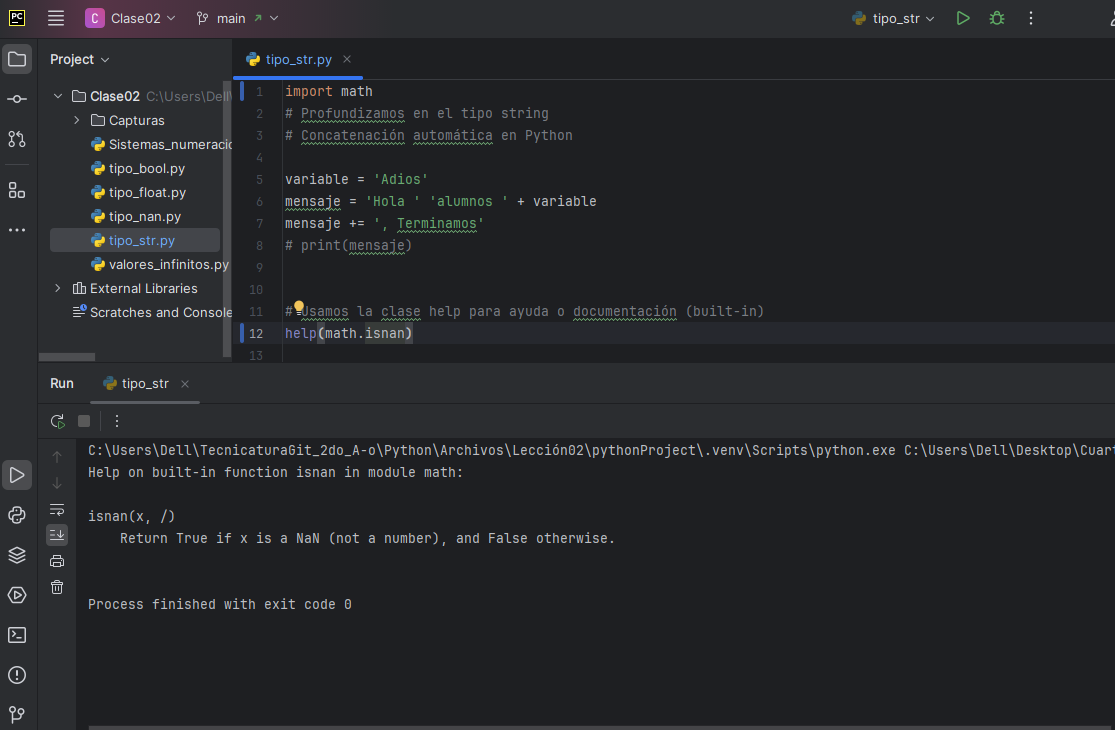 PC
C Clase02
main
tipo_str
Project
tipo_str.py
Clase02 C:\Users\Dell\
Capturas
Sistemas_numeracio
tipo_bool.py
tipo_float.py
tipo_nan.py
tipo_str.py
valores_infinitos.py
External Libraries
Scratches and Console
1 import math
2 # Profundizamos en el tipo string
3 # Concatenación automática en Python
4
5 variable = 'Adios'
6 mensaje = 'Hola ' 'alumnos ' + variable
7 mensaje += ', Terminamos'
8 # print(mensaje)
9
10
11 # Usamos la clase help para ayuda o documentación (built-in)
12 help(math.isnan)
13
Run tipo_str
C:\Users\Dell\TecnicaturaGit_2do_A-o\Python\Archivos\Lección02\pythonProject\.venv\Scripts\python.exe C:\Users\Dell\Desktop\Cuart
Help on built-in function isnan in module math:
isnan(x, /)
Return True if x is a NaN (not a number), and False otherwise.
Process finished with exit code 0